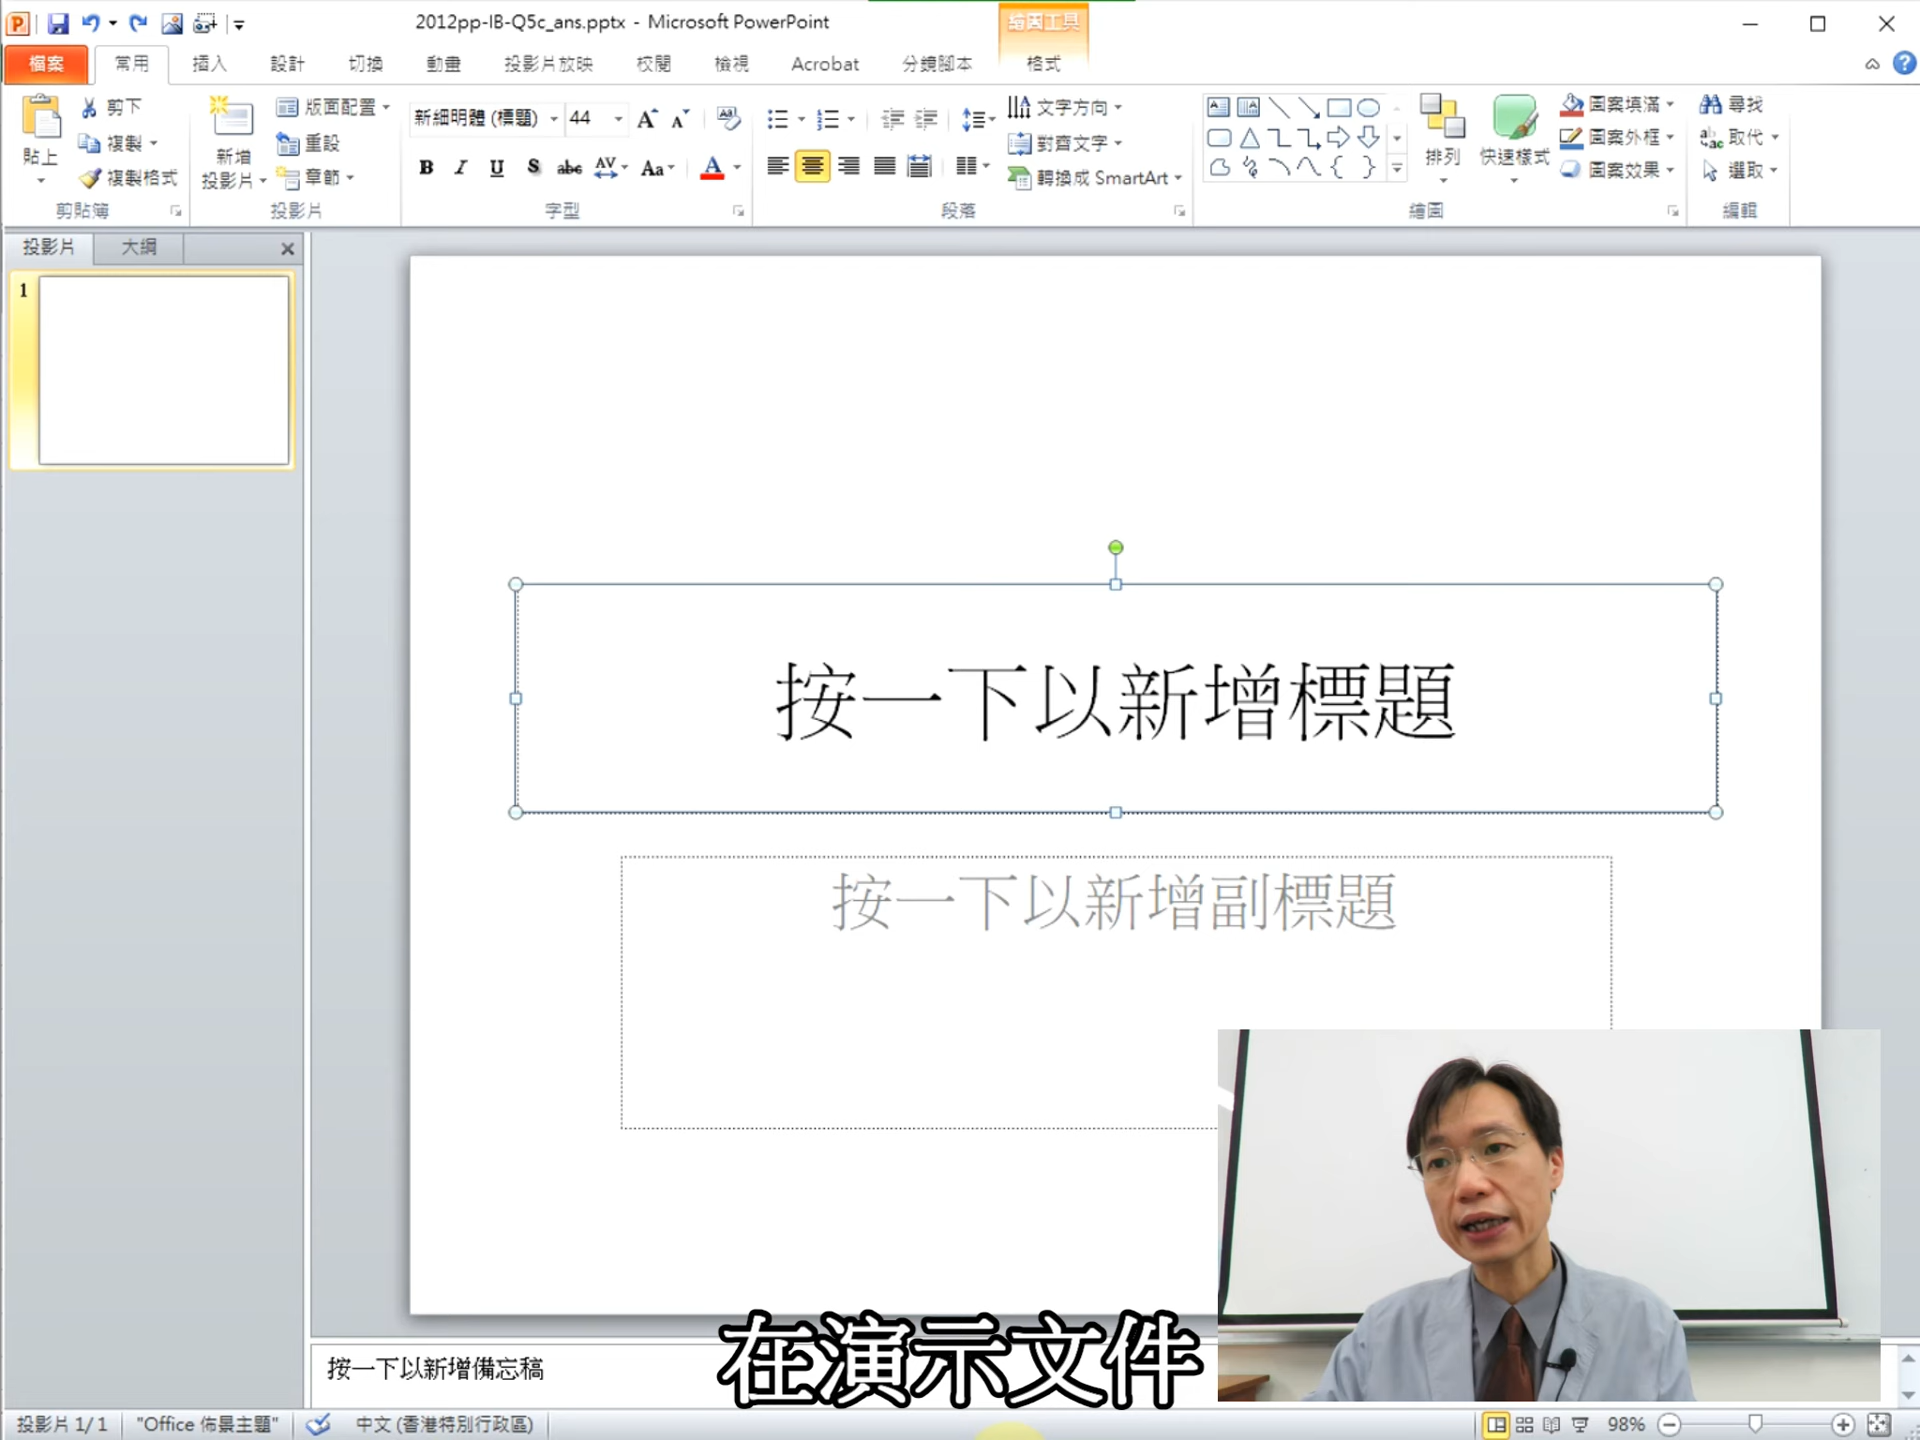 2012pp-IB-Q5c_ans.pptx - Microsoft PowerPoint
繪圖工具
檔案 常用 插入 設計 切換 動畫 投影片放映 校閱 檢視 Acrobat 分鏡腳本 格式
貼上
剪下
複製
複製格式
剪貼簿
新增
投影片
版面配置
重設
章節
投影片
新細明體 (標題) 44
B I U S abc AV Aa A
字型
文字方向
對齊文字
轉換成 SmartArt
段落
排列
快速樣式
圖案填滿
圖案外框
圖案效果
繪圖
尋找
取代
選取
編輯
投影片 大綱
1
按一下以新增標題
按一下以新增副標題
在演示文件
按一下以新增備忘稿
投影片 1/1 "Office 佈景主題" 中文 (香港特別行政區) 98%